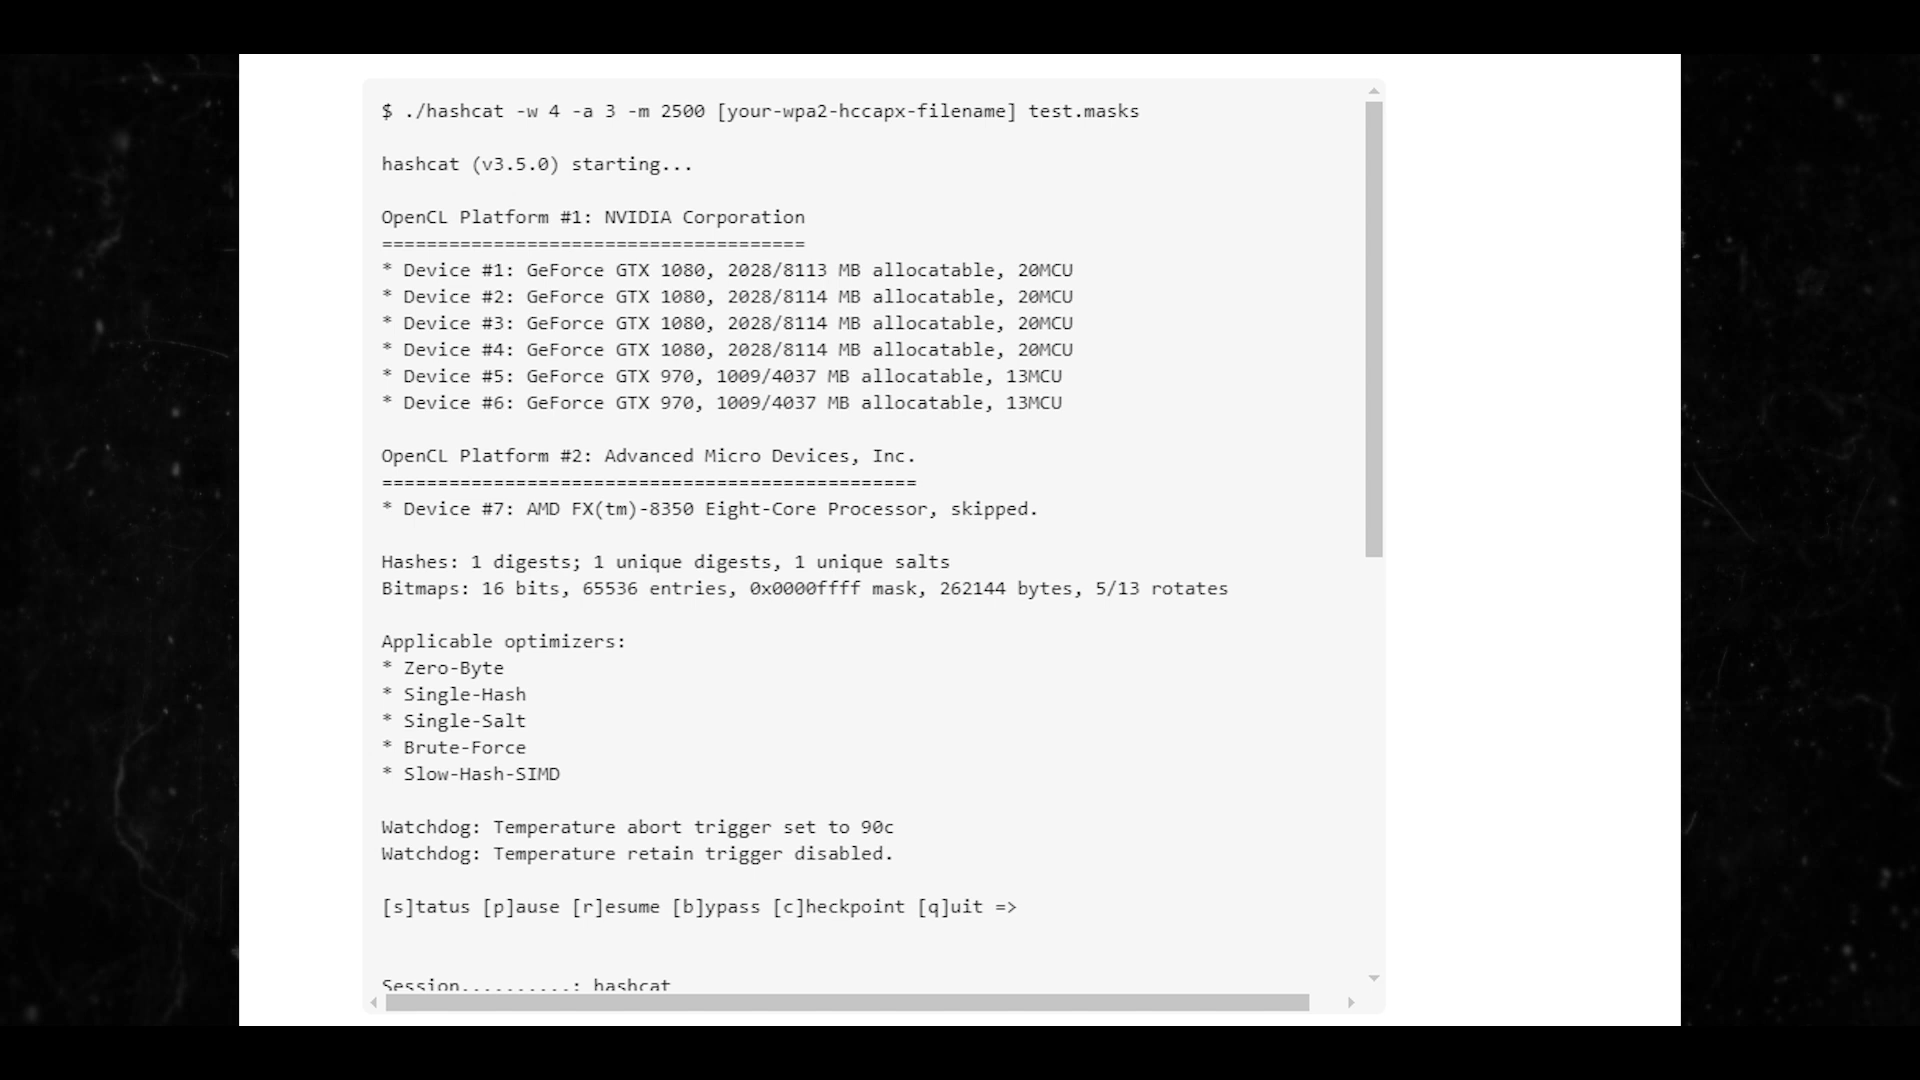 $ ./hashcat -w 4 -a 3 -m 2500 [your-wpa2-hccapx-filename] test.masks
hashcat (v3.5.0) starting...
OpenCL Platform #1: NVIDIA Corporation
======================================
* Device #1: GeForce GTX 1080, 2028/8113 MB allocatable, 20MCU
* Device #2: GeForce GTX 1080, 2028/8114 MB allocatable, 20MCU
* Device #3: GeForce GTX 1080, 2028/8114 MB allocatable, 20MCU
* Device #4: GeForce GTX 1080, 2028/8114 MB allocatable, 20MCU
* Device #5: GeForce GTX 970, 1009/4037 MB allocatable, 13MCU
* Device #6: GeForce GTX 970, 1009/4037 MB allocatable, 13MCU
OpenCL Platform #2: Advanced Micro Devices, Inc.
================================================
* Device #7: AMD FX(tm)-8350 Eight-Core Processor, skipped.
Hashes: 1 digests; 1 unique digests, 1 unique salts
Bitmaps: 16 bits, 65536 entries, 0x0000ffff mask, 262144 bytes, 5/13 rotates
Applicable optimizers:
* Zero-Byte
* Single-Hash
* Single-Salt
* Brute-Force
* Slow-Hash-SIMD
Watchdog: Temperature abort trigger set to 90c
Watchdog: Temperature retain trigger disabled.
[s]tatus [p]ause [r]esume [b]ypass [c]heckpoint [q]uit =>
Session..........: hashcat